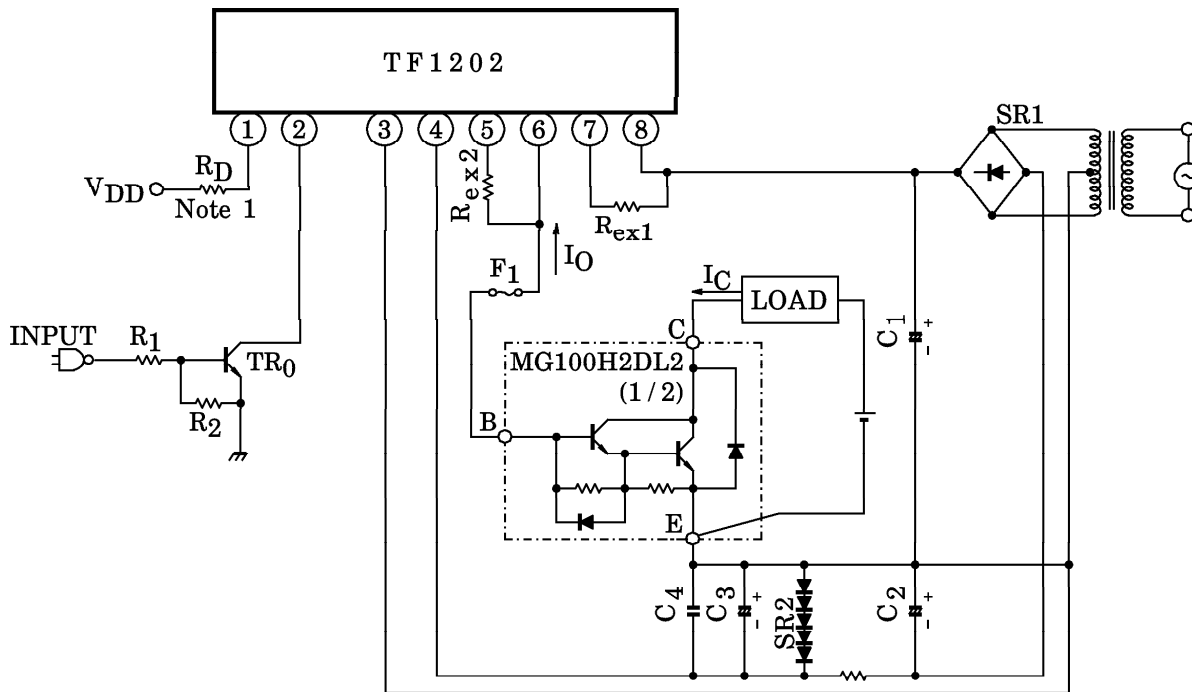 TF1202
1 2 3 4 5 6 7 8
SR1
RD
VDD
Note 1
Rex2
Rex1
IO
F1
IC
LOAD
C
C1
+
-
INPUT
R1
TR0
R2
MG100H2DL2
(1/2)
B
E
C4
C3
+
-
SR2
C2
+
-